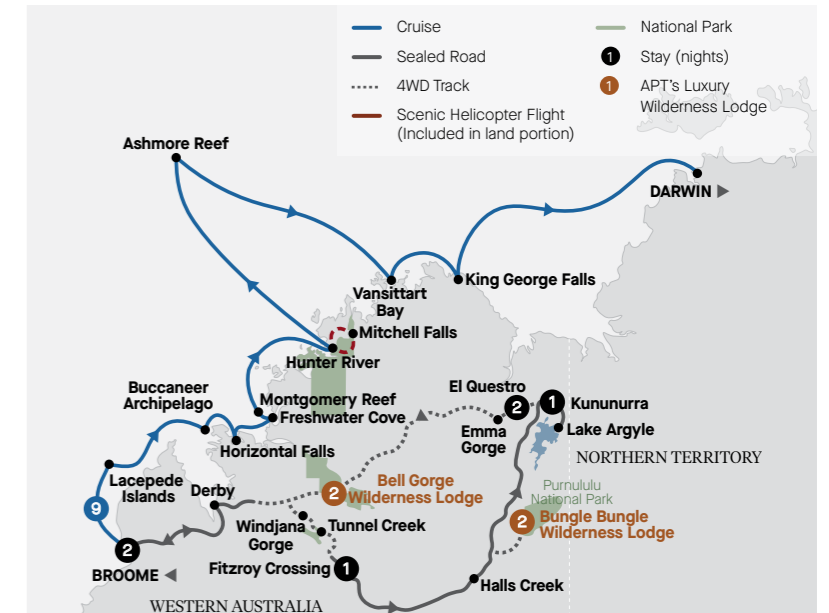 Cruise
Sealed Road
4WD Track
Scenic Helicopter Flight
(Included in land portion)
National Park
1 Stay (nights)
1 APT's Luxury
Wilderness Lodge
Ashmore Reef
DARWIN
King George Falls
Vansittart
Bay
Mitchell Falls
Hunter River
Buccaneer
Archipelago
Montgomery Reef
Freshwater Cove
El Questro
2
1
Kununurra
Emma
Gorge
Lake Argyle
Horizontal Falls
NORTHERN TERRITORY
Lacepede
Islands
Derby
Bell Gorge
2 Wilderness Lodge
Purnululu
National Park
9
Windjana
Gorge
Tunnel Creek
2 Bungle Bungle
Wilderness Lodge
2
BROOME
Fitzroy Crossing 1
Halls Creek
WESTERN AUSTRALIA